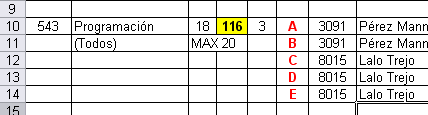 9
10 543 Programación 18 116 3 A 3091 Pérez Mann
11 (Todos) MAX 20 B 3091 Pérez Mann
12 C 8015 Lalo Trejo
13 D 8015 Lalo Trejo
14 E 8015 Lalo Trejo
15